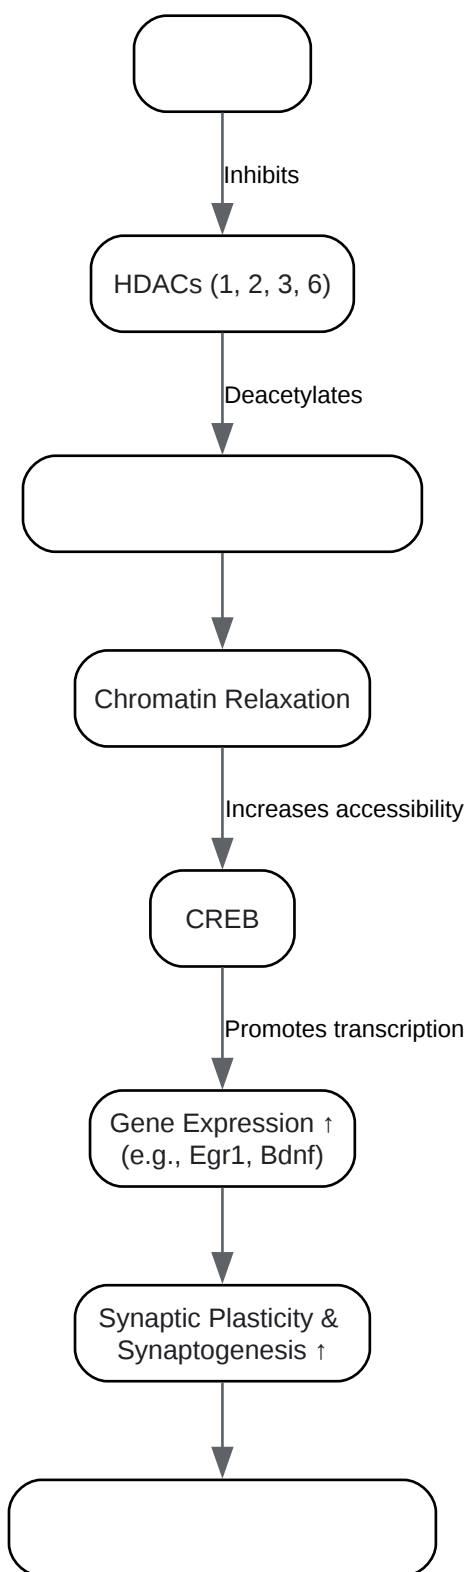 Inhibits
HDACs (1, 2, 3, 6)
Deacetylates
Chromatin Relaxation
Increases accessibility
CREB
Promotes transcription
Gene Expression ↑
(e.g., Egr1, Bdnf)
Synaptic Plasticity &
Synaptogenesis ↑